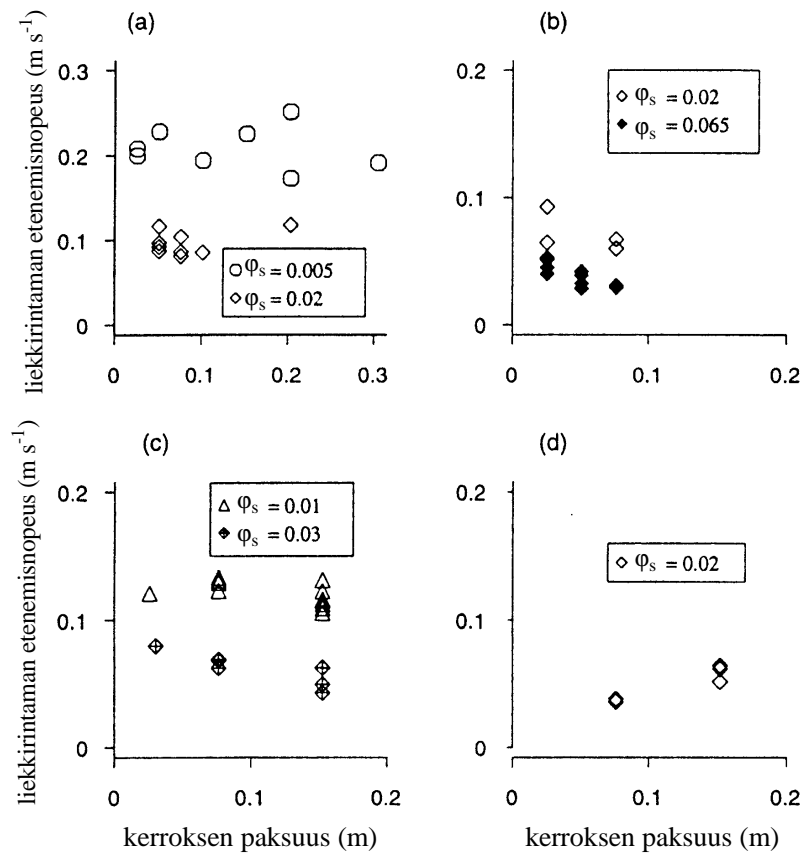 (a)
(b)
liekkirintaman etenemisnopeus (m s⁻¹)
0.3
0.2
0.1
0
φₛ = 0.005
φₛ = 0.02
0 0.1 0.2 0.3
0.2
0.1
0
φₛ = 0.02
φₛ = 0.065
0 0.1 0.2
(c)
(d)
liekkirintaman etenemisnopeus (m s⁻¹)
0.2
0.1
0
φₛ = 0.01
φₛ = 0.03
0 0.1 0.2
kerroksen paksuus (m)
0.2
0.1
0
φₛ = 0.02
0 0.1 0.2
kerroksen paksuus (m)